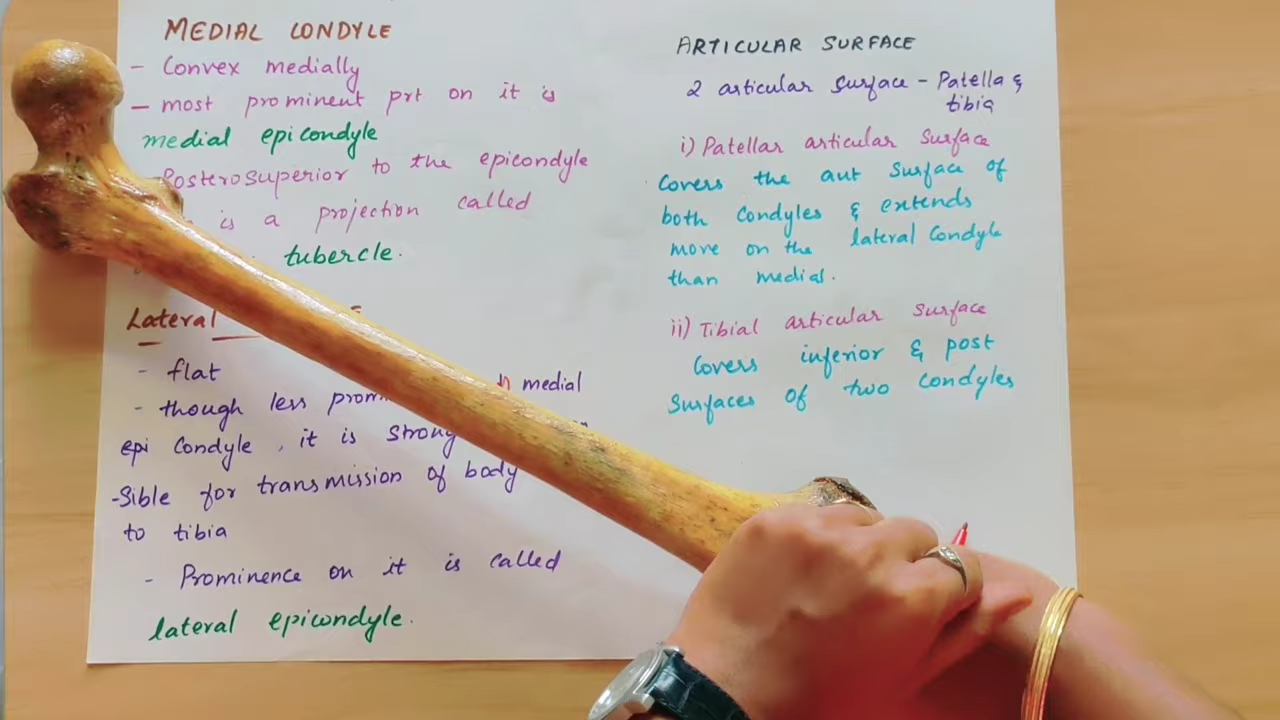 MEDIAL CONDYLE
- Convex medially
- most prominent prt on it is
medial epicondyle
Posterosuperior to the epicondyle
is a projection called
tubercle.
Lateral
- flat
- though less medial
epi condyle, it is
-sible for transmission of body
to tibia
- Prominence on it is called
lateral epicondyle.
ARTICULAR SURFACE
2 articular surface - Patella &
tibia
i) Patellar articular surface
Covers the ant surface of
both condyles & extends
more on the lateral condyle
than medial.
ii) Tibial articular surface
Covers inferior & post
surfaces of two condyles